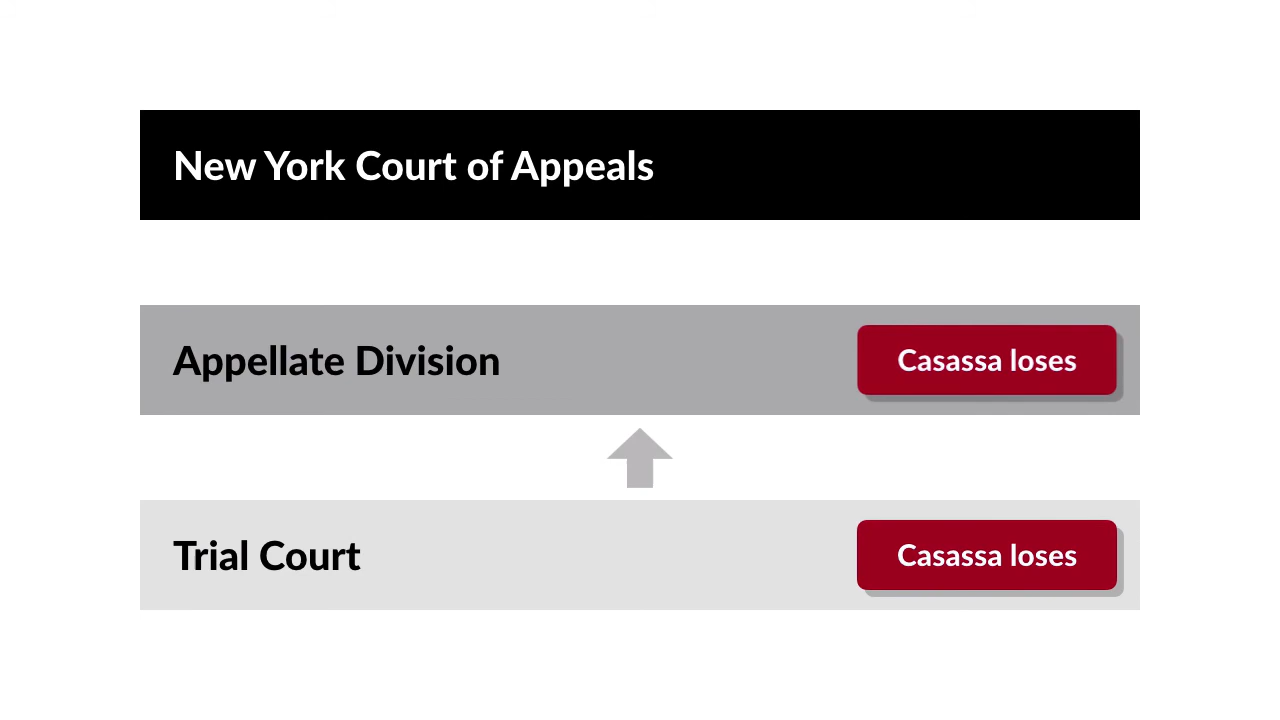 New York Court of Appeals
Appellate Division
Casassa loses
Trial Court
Casassa loses